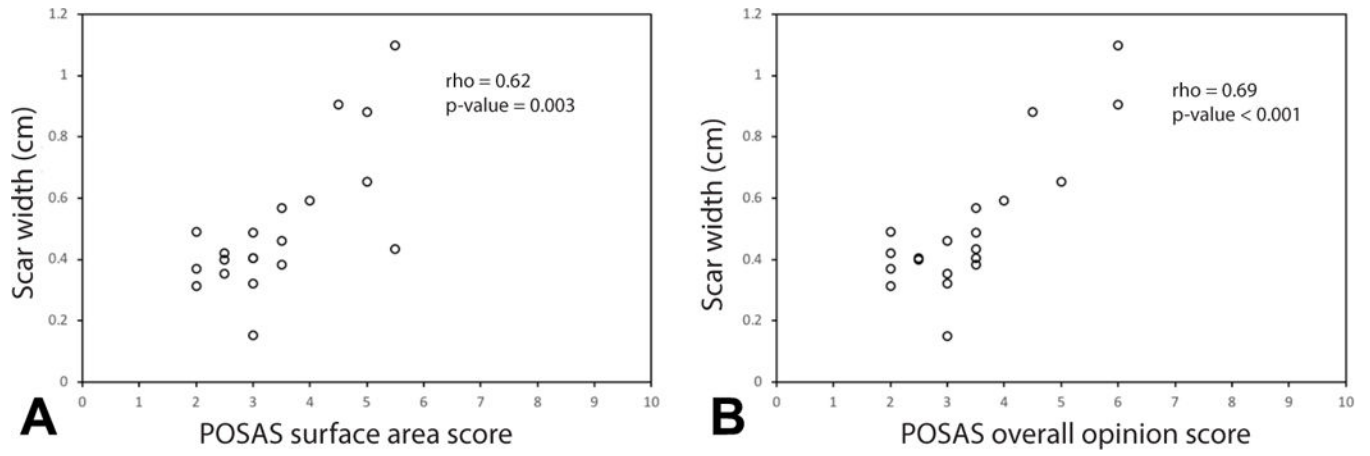 1.2
1
0.8
0.6
0.4
0.2
0
Scar width (cm)
rho = 0.62
p-value = 0.003
0 1 2 3 4 5 6 7 8 9 10
POSAS surface area score
A
1.2
1
0.8
0.6
0.4
0.2
0
Scar width (cm)
rho = 0.69
p-value < 0.001
0 1 2 3 4 5 6 7 8 9 10
POSAS overall opinion score
B